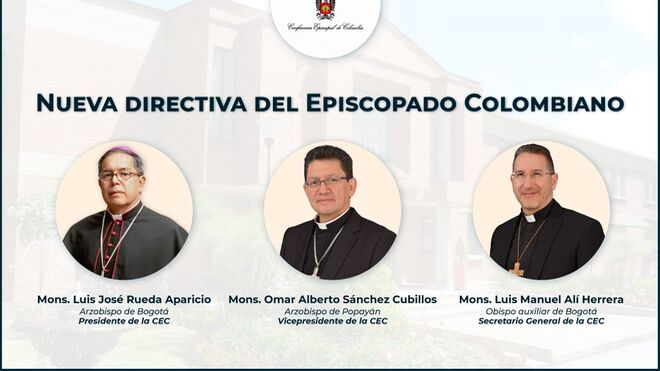 Conferencia Episcopal de Colombia
NUEVA DIRECTIVA DEL EPISCOPADO COLOMBIANO
Mons. Luis José Rueda Aparicio
Arzobispo de Bogotá
Presidente de la CEC
Mons. Omar Alberto Sánchez Cubillos
Arzobispo de Popayán
Vicepresidente de la CEC
Mons. Luis Manuel Alí Herrera
Obispo auxiliar de Bogotá
Secretario General de la CEC